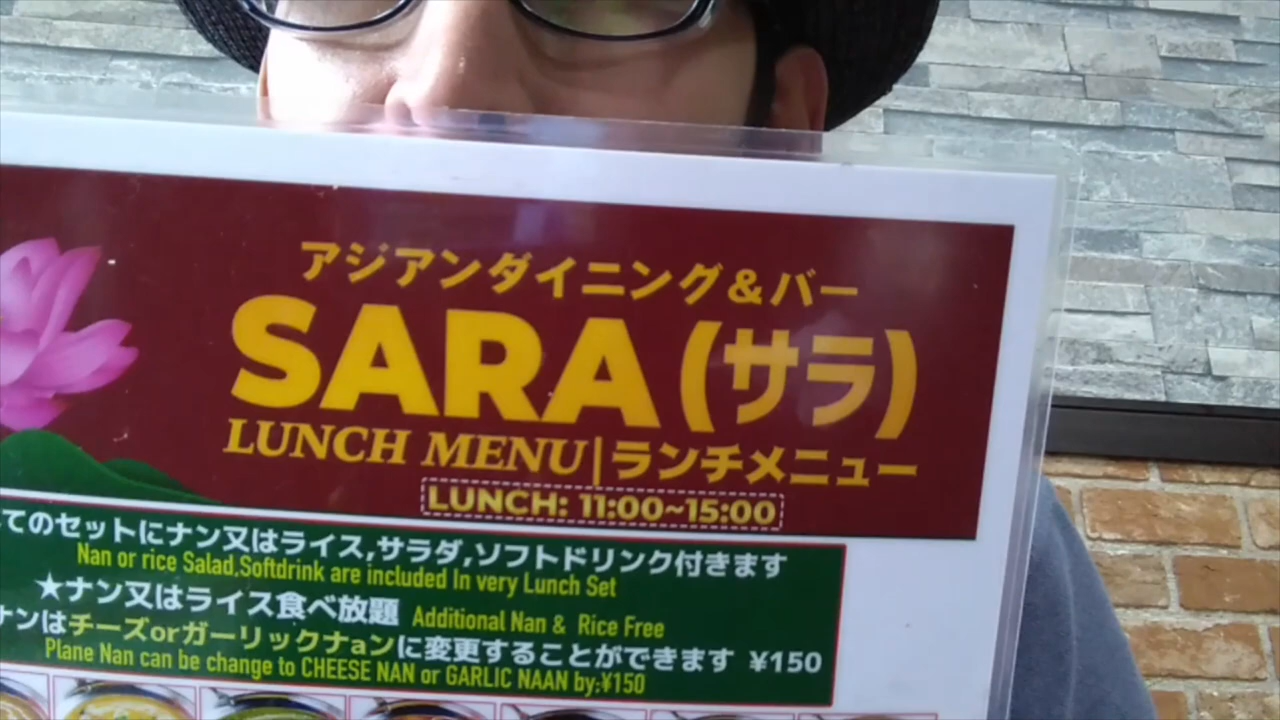 アジアンダイニング&バー
SARA (サラ)
LUNCH MENU|ランチメニュー
LUNCH: 11:00~15:00
てのセットにナン又はライス,サラダ,ソフトドリンク付きます
Nan or rice Salad,Softdrink are included In very Lunch Set
★ナン又はライス食べ放題 Additional Nan & Rice Free
ナンはチーズorガーリックナaンに変更することができます ¥150
Plane Nan can be change to CHEESE NAN or GARLIC NAAN by:¥150